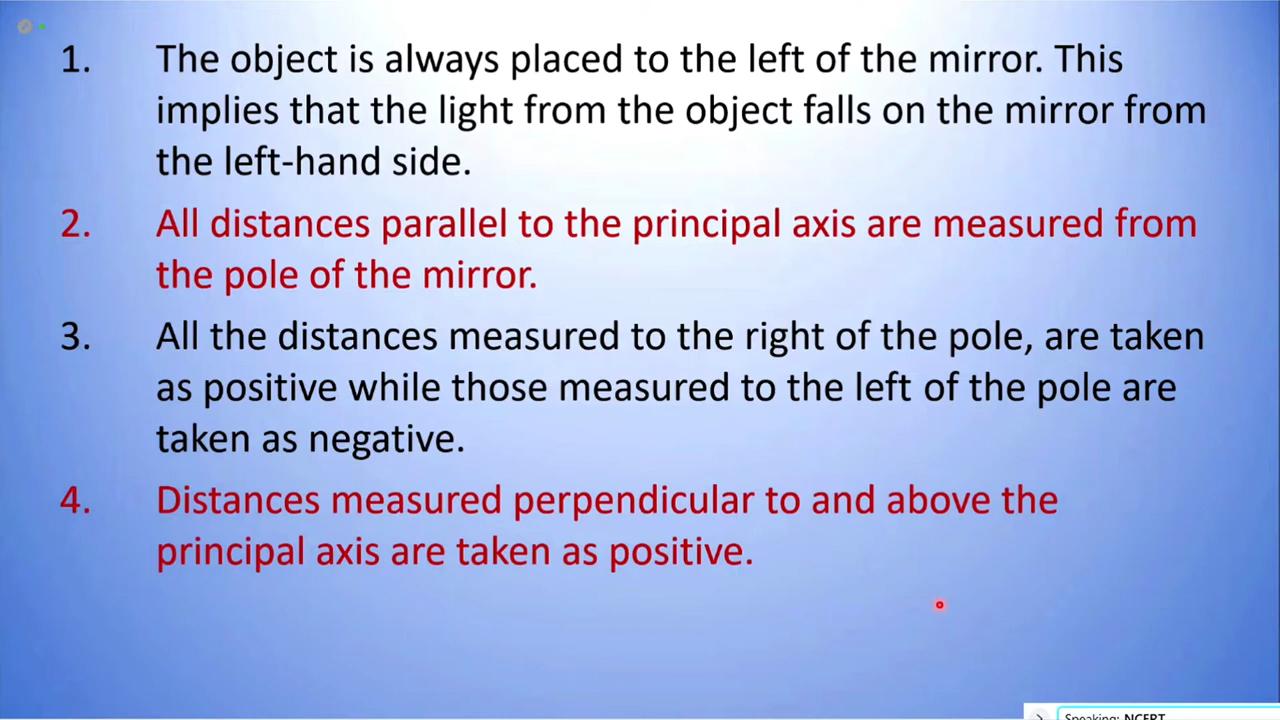 1. The object is always placed to the left of the mirror. This
implies that the light from the object falls on the mirror from
the left-hand side.
2. All distances parallel to the principal axis are measured from
the pole of the mirror.
3. All the distances measured to the right of the pole, are taken
as positive while those measured to the left of the pole are
taken as negative.
4. Distances measured perpendicular to and above the
principal axis are taken as positive.
Speaking: NCERT